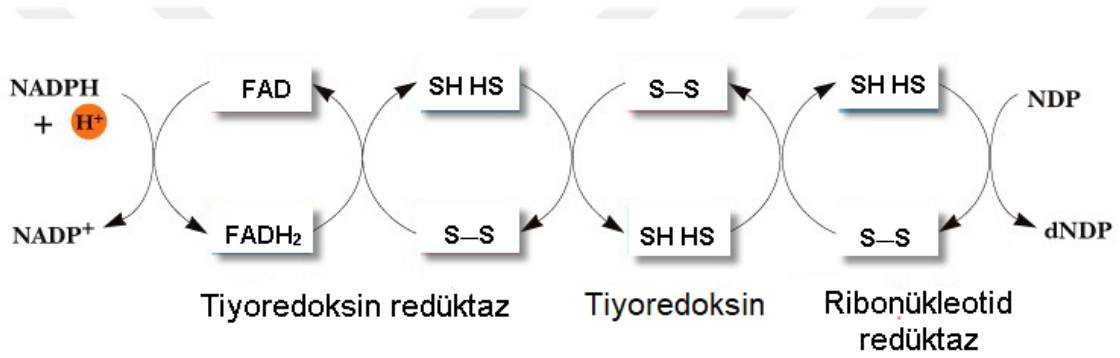 NADPH
+ H⁺
FAD
SH HS
S—S
SH HS
NDP
NADP⁺
FADH₂
S—S
SH HS
S—S
dNDP
Tiyoredoksin redüktaz
Tiyoredoksin
Ribonükleotid
redüktaz